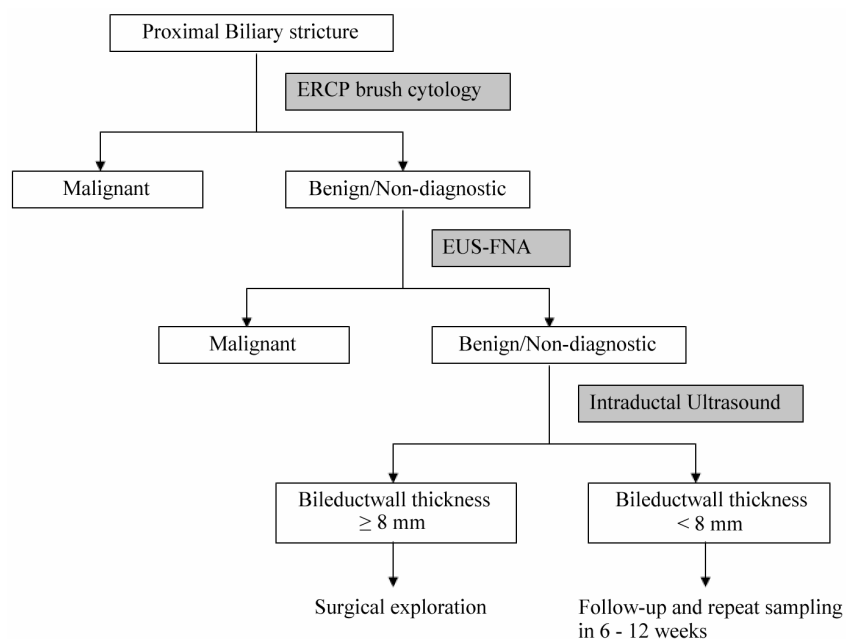 Proximal Biliary stricture
ERCP brush cytology
Malignant
Benign/Non-diagnostic
EUS-FNA
Malignant
Benign/Non-diagnostic
Intraductal Ultrasound
Bileductwall thickness
≥ 8 mm
Bileductwall thickness
< 8 mm
Surgical exploration
Follow-up and repeat sampling
in 6 - 12 weeks